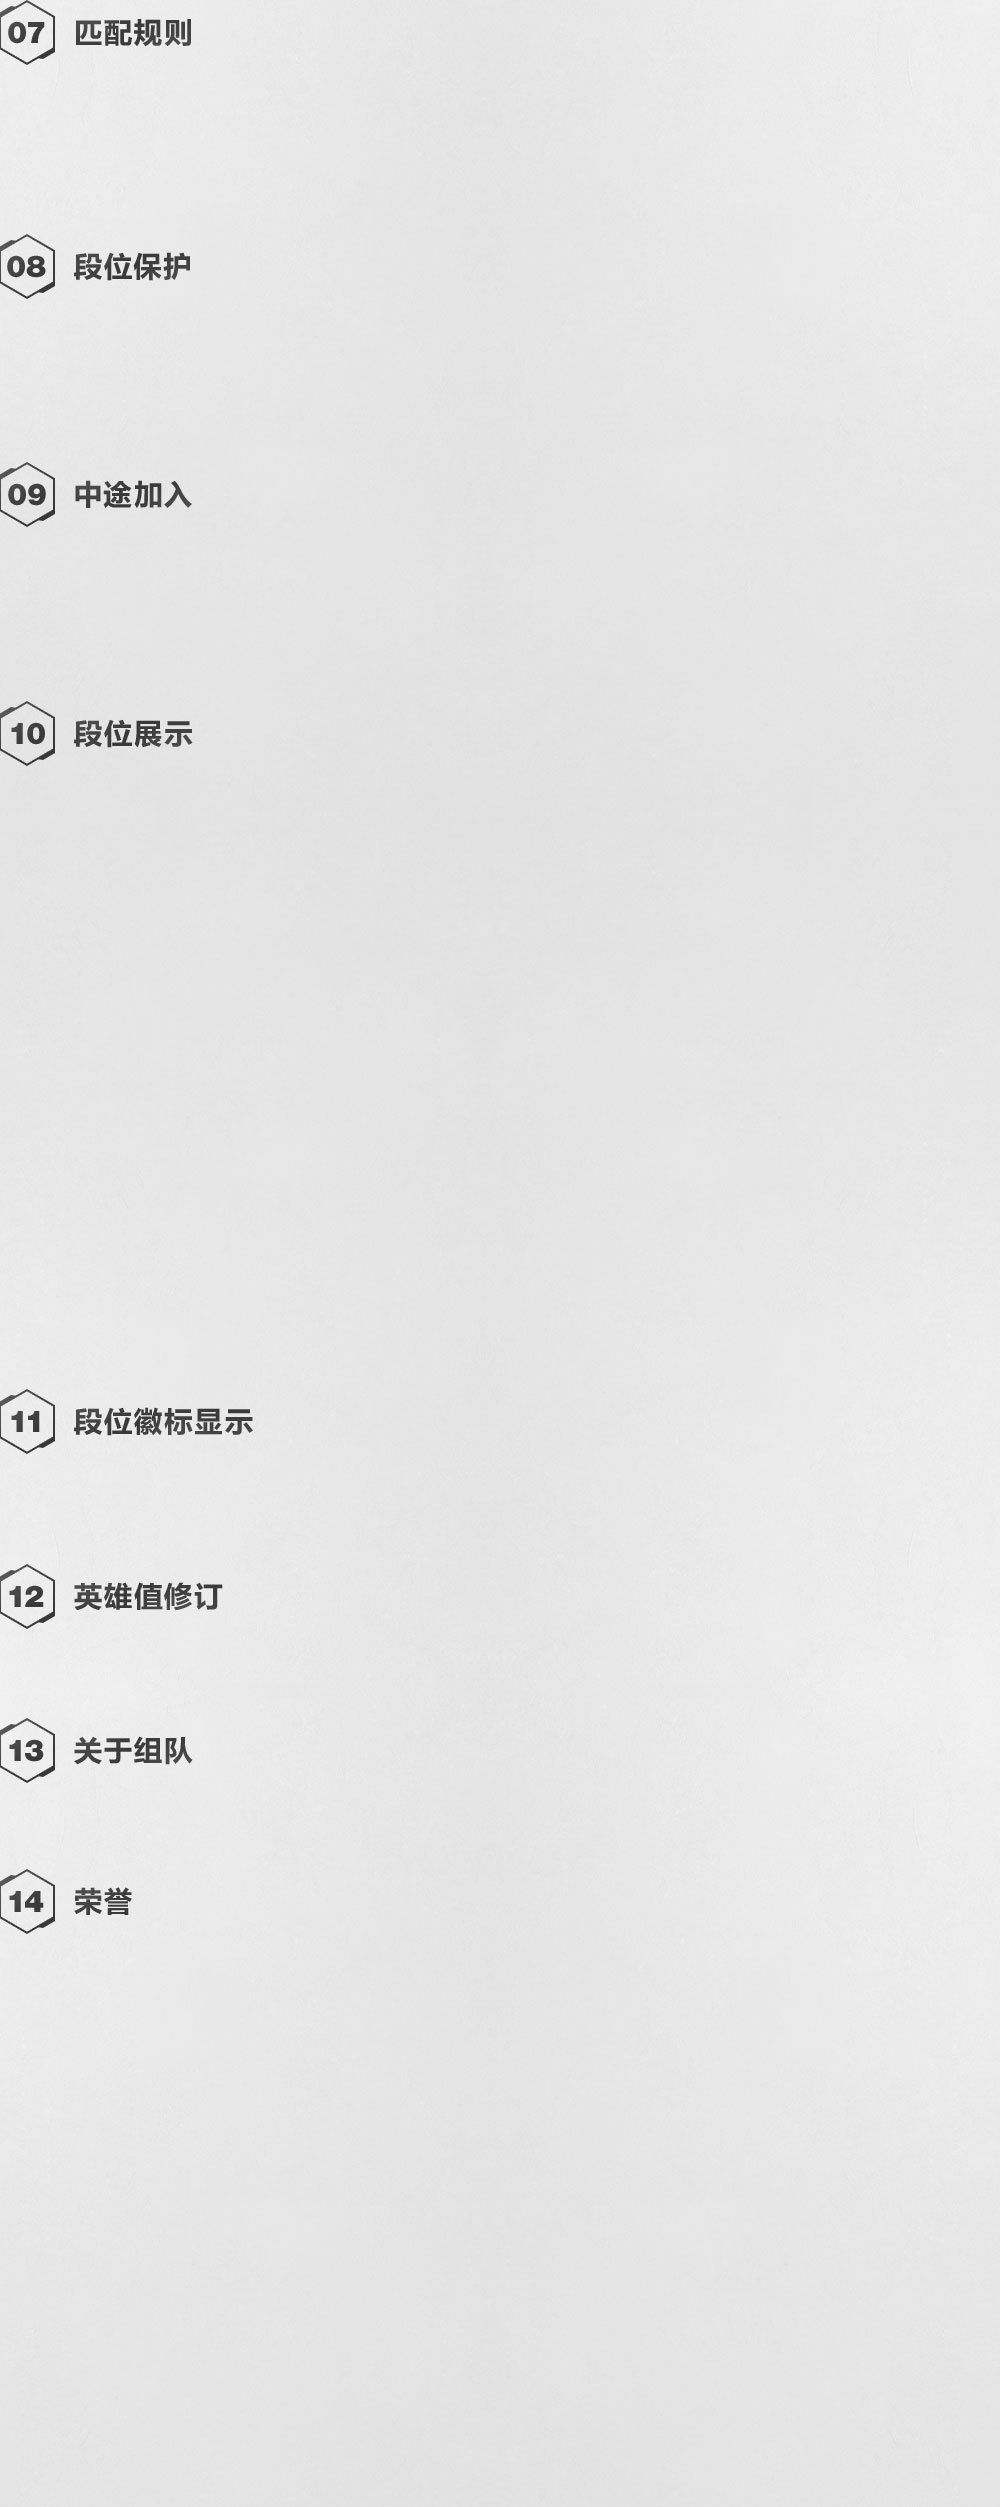 07 匹配规则
08 段位保护
09 中途加入
10 段位展示
11 段位徽标显示
12 英雄值修订
13 关于组队
14 荣誉